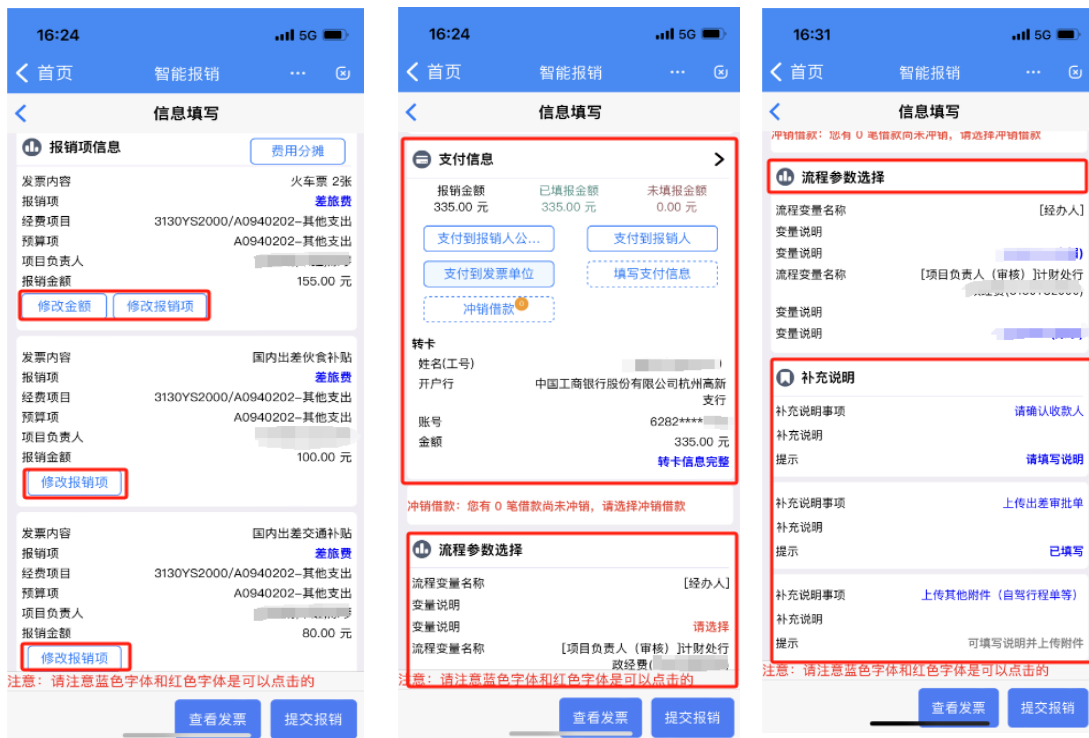 16:24
5G
首页
智能报销
信息填写
报销项信息
费用分摊
发票内容 火车票 2张
报销项 差旅费
经费项目 3130YS2000/A0940202-其他支出
预算项 A0940202-其他支出
项目负责人
报销金额 155.00 元
修改金额 修改报销项
发票内容 国内出差伙食补贴
报销项 差旅费
经费项目 3130YS2000/A0940202-其他支出
预算项 A0940202-其他支出
项目负责人
报销金额 100.00 元
修改报销项
发票内容 国内出差交通补贴
报销项 差旅费
经费项目 3130YS2000/A0940202-其他支出
预算项 A0940202-其他支出
项目负责人
报销金额 80.00 元
修改报销项
注意：请注意蓝色字体和红色字体是可以点击的
查看发票 提交报销
16:24
5G
首页
智能报销
信息填写
支付信息
报销金额 已填报金额 未填报金额
335.00 元 335.00 元 0.00 元
支付到报销人公... 支付到报销人
支付到发票单位 填写支付信息
冲销借款 0
转卡
姓名(工号)
开户行 中国工商银行股份有限公司杭州高新
支行
账号 6282****
金额 335.00 元
转卡信息完整
冲销借款：您有 0 笔借款尚未冲销，请选择冲销借款
流程参数选择
流程变量名称 [经办人]
变量说明
变量说明 请选择
流程变量名称 [项目负责人（审核）]计财处行
政经费(
注意：请注意蓝色字体和红色字体是可以点击的
查看发票 提交报销
16:31
5G
首页
智能报销
信息填写
冲销借款：您有 0 笔借款尚未冲销，请选择冲销借款
流程参数选择
流程变量名称 [经办人]
变量说明
变量说明
流程变量名称 [项目负责人（审核）]计财处行
变量说明
变量说明
补充说明
补充说明事项 请确认收款人
补充说明
提示 请填写说明
补充说明事项 上传出差审批单
补充说明
提示 已填写
补充说明事项 上传其他附件（自驾行程单等）
补充说明
提示 可填写说明并上传附件
注意：请注意蓝色字体和红色字体是可以点击的
查看发票 提交报销